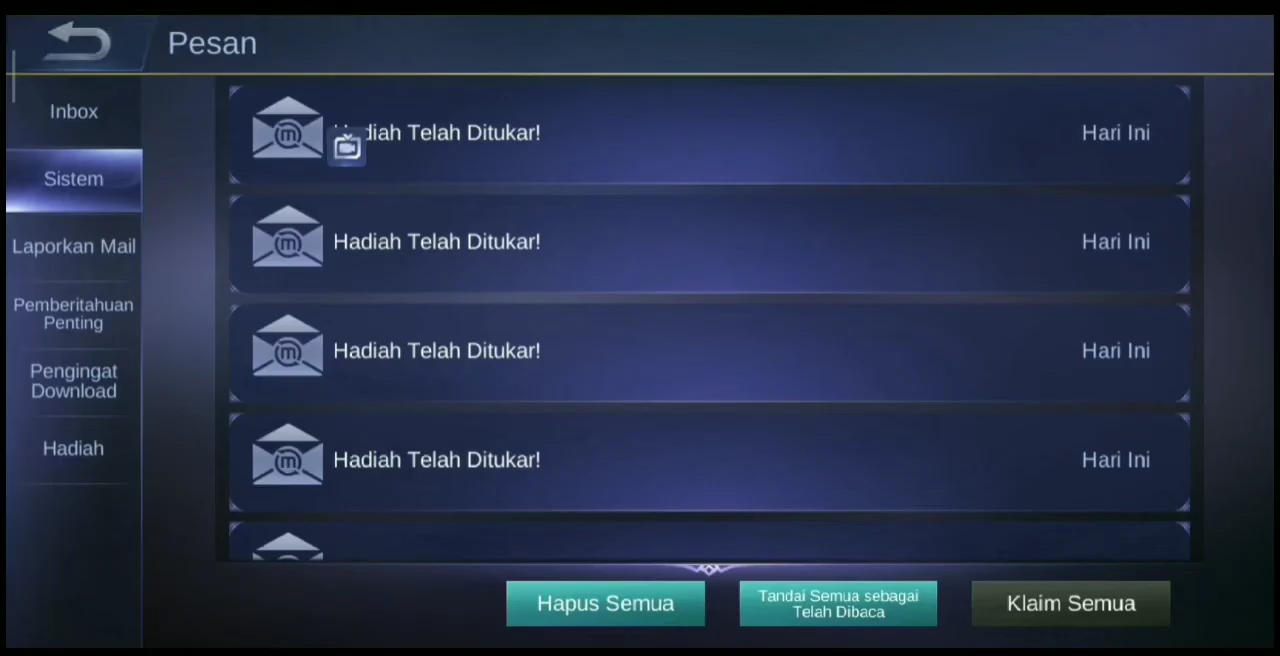 Pesan
Inbox
Sistem
Laporkan Mail
Pemberitahuan
Penting
Pengingat
Download
Hadiah
Hadiah Telah Ditukar!
Hari Ini
Hadiah Telah Ditukar!
Hari Ini
Hadiah Telah Ditukar!
Hari Ini
Hadiah Telah Ditukar!
Hari Ini
Hapus Semua
Tandai Semua sebagai
Telah Dibaca
Klaim Semua